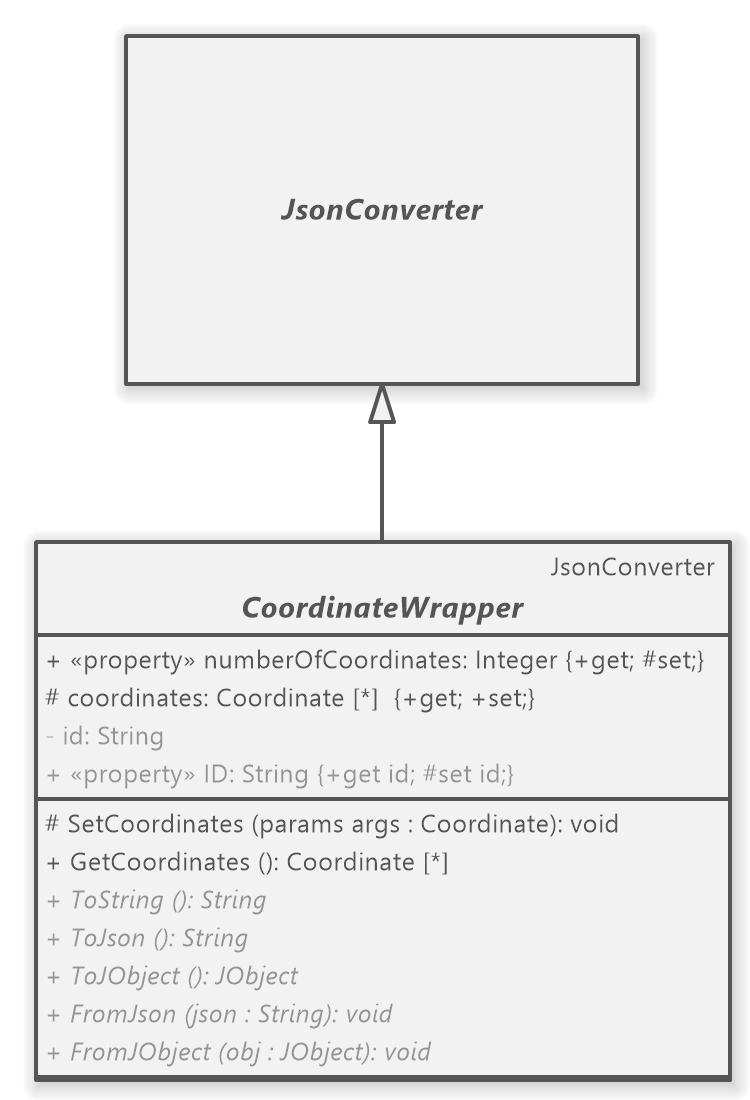 JsonConverter
JsonConverter
CoordinateWrapper
+ «property» numberOfCoordinates: Integer {+get; #set;}
# coordinates: Coordinate [*]  {+get; +set;}
- id: String
+ «property» ID: String {+get id; #set id;}
# SetCoordinates (params args : Coordinate): void
+ GetCoordinates (): Coordinate [*]
+ ToString (): String
+ ToJson (): String
+ ToJObject (): JObject
+ FromJson (json : String): void
+ FromJObject (obj : JObject): void